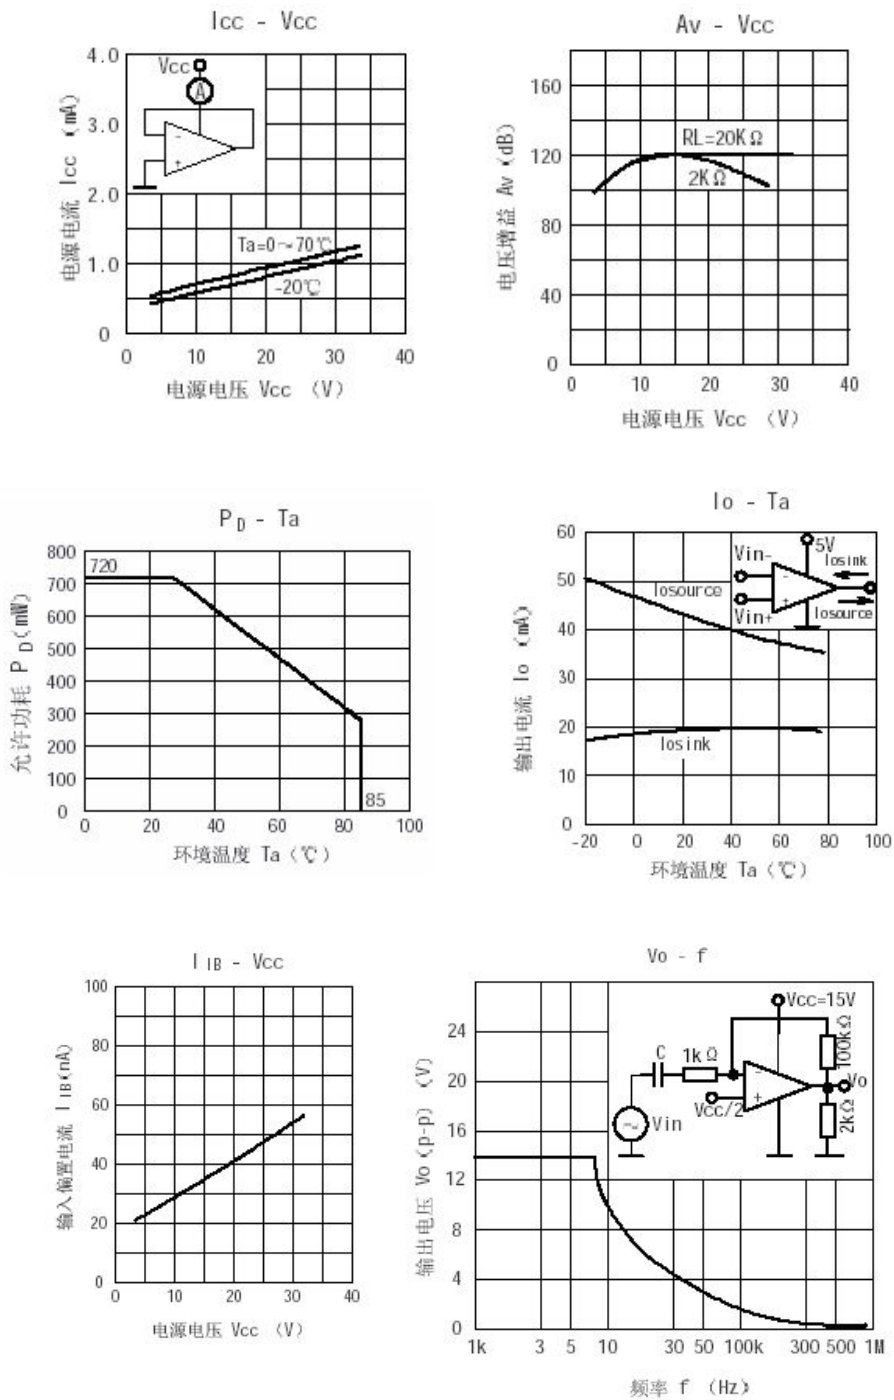 Icc - Vcc
4.0
3.0
2.0
1.0
0
电源电流 Icc (mA)
Vcc
A
-
+
Ta=0~70℃
-20℃
0 10 20 30 40
电源电压 Vcc （V）
Av - Vcc
160
120
80
40
0
电压增益 Av (dB)
RL=20KΩ
2KΩ
0 10 20 30 40
电源电压 Vcc （V）
PD - Ta
800
700
600
500
400
300
200
100
0
允许功耗 PD(mW)
720
85
0 20 40 60 80 100
环境温度 Ta（℃）
Io - Ta
60
50
40
30
20
10
0
输出电流 Io (mA)
Vin-
Vin+
-
+
5V
Iosink
Iosource
Iosource
Iosink
-20 0 20 40 60 80 100
环境温度 Ta（℃）
IIB - Vcc
100
80
60
40
20
0
输入偏置电流 IIB(nA)
0 10 20 30 40
电源电压 Vcc （V）
Vo - f
24
20
16
12
8
4
0
输出电压 Vo(p-p) （V）
Vcc=15V
C
1kΩ
100kΩ
-
+
Vo
Vcc/2
Vin
~
2kΩ
1k 3 5 10 30 50 100k 300 500 1M
频率 f （Hz）